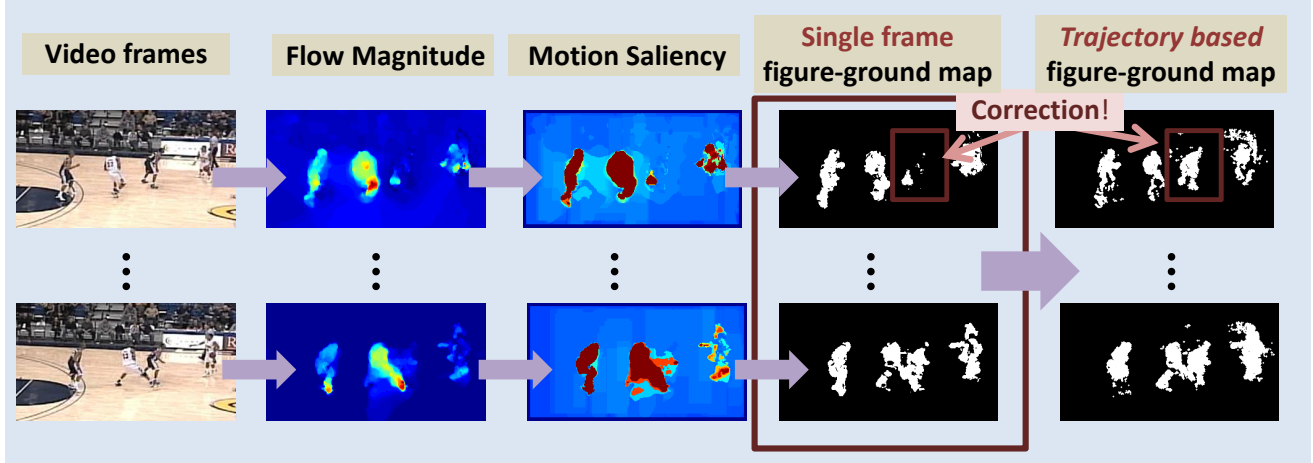 Video frames
Flow Magnitude
Motion Saliency
Single frame
figure-ground map
Trajectory based
figure-ground map
Correction!